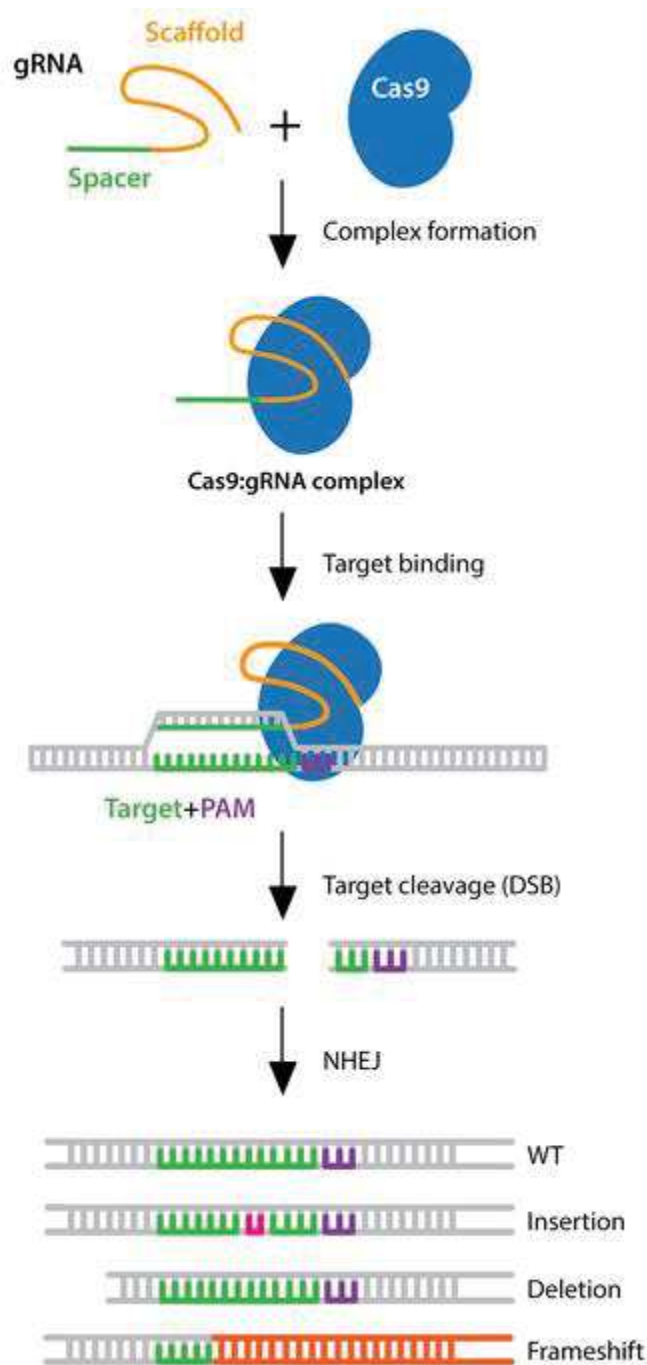 Scaffold
gRNA
Cas9
+
Spacer
Complex formation
Cas9:gRNA complex
Target binding
Target+PAM
Target cleavage (DSB)
NHEJ
WT
Insertion
Deletion
Frameshift